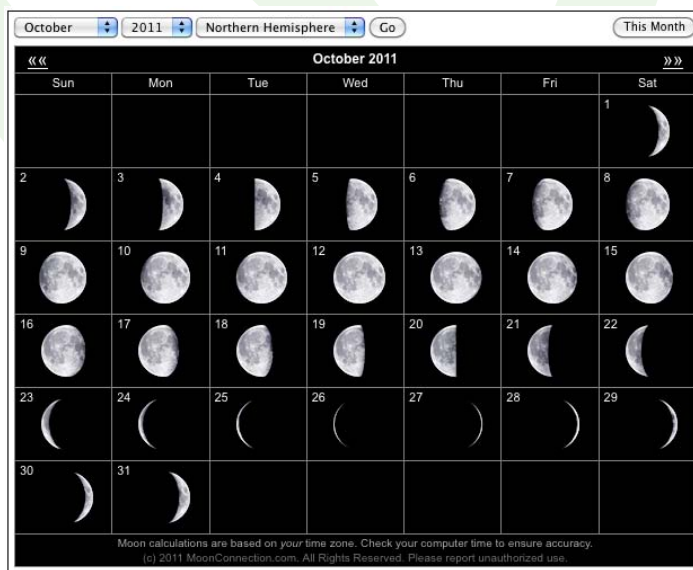 October 2011 Northern Hemisphere Go This Month
«« October 2011 »»
Sun Mon Tue Wed Thu Fri Sat
1
2 3 4 5 6 7 8
9 10 11 12 13 14 15
16 17 18 19 20 21 22
23 24 25 26 27 28 29
30 31
Moon calculations are based on your time zone. Check your computer time to ensure accuracy.
(c) 2011 MoonConnection.com. All Rights Reserved. Please report unauthorized use.